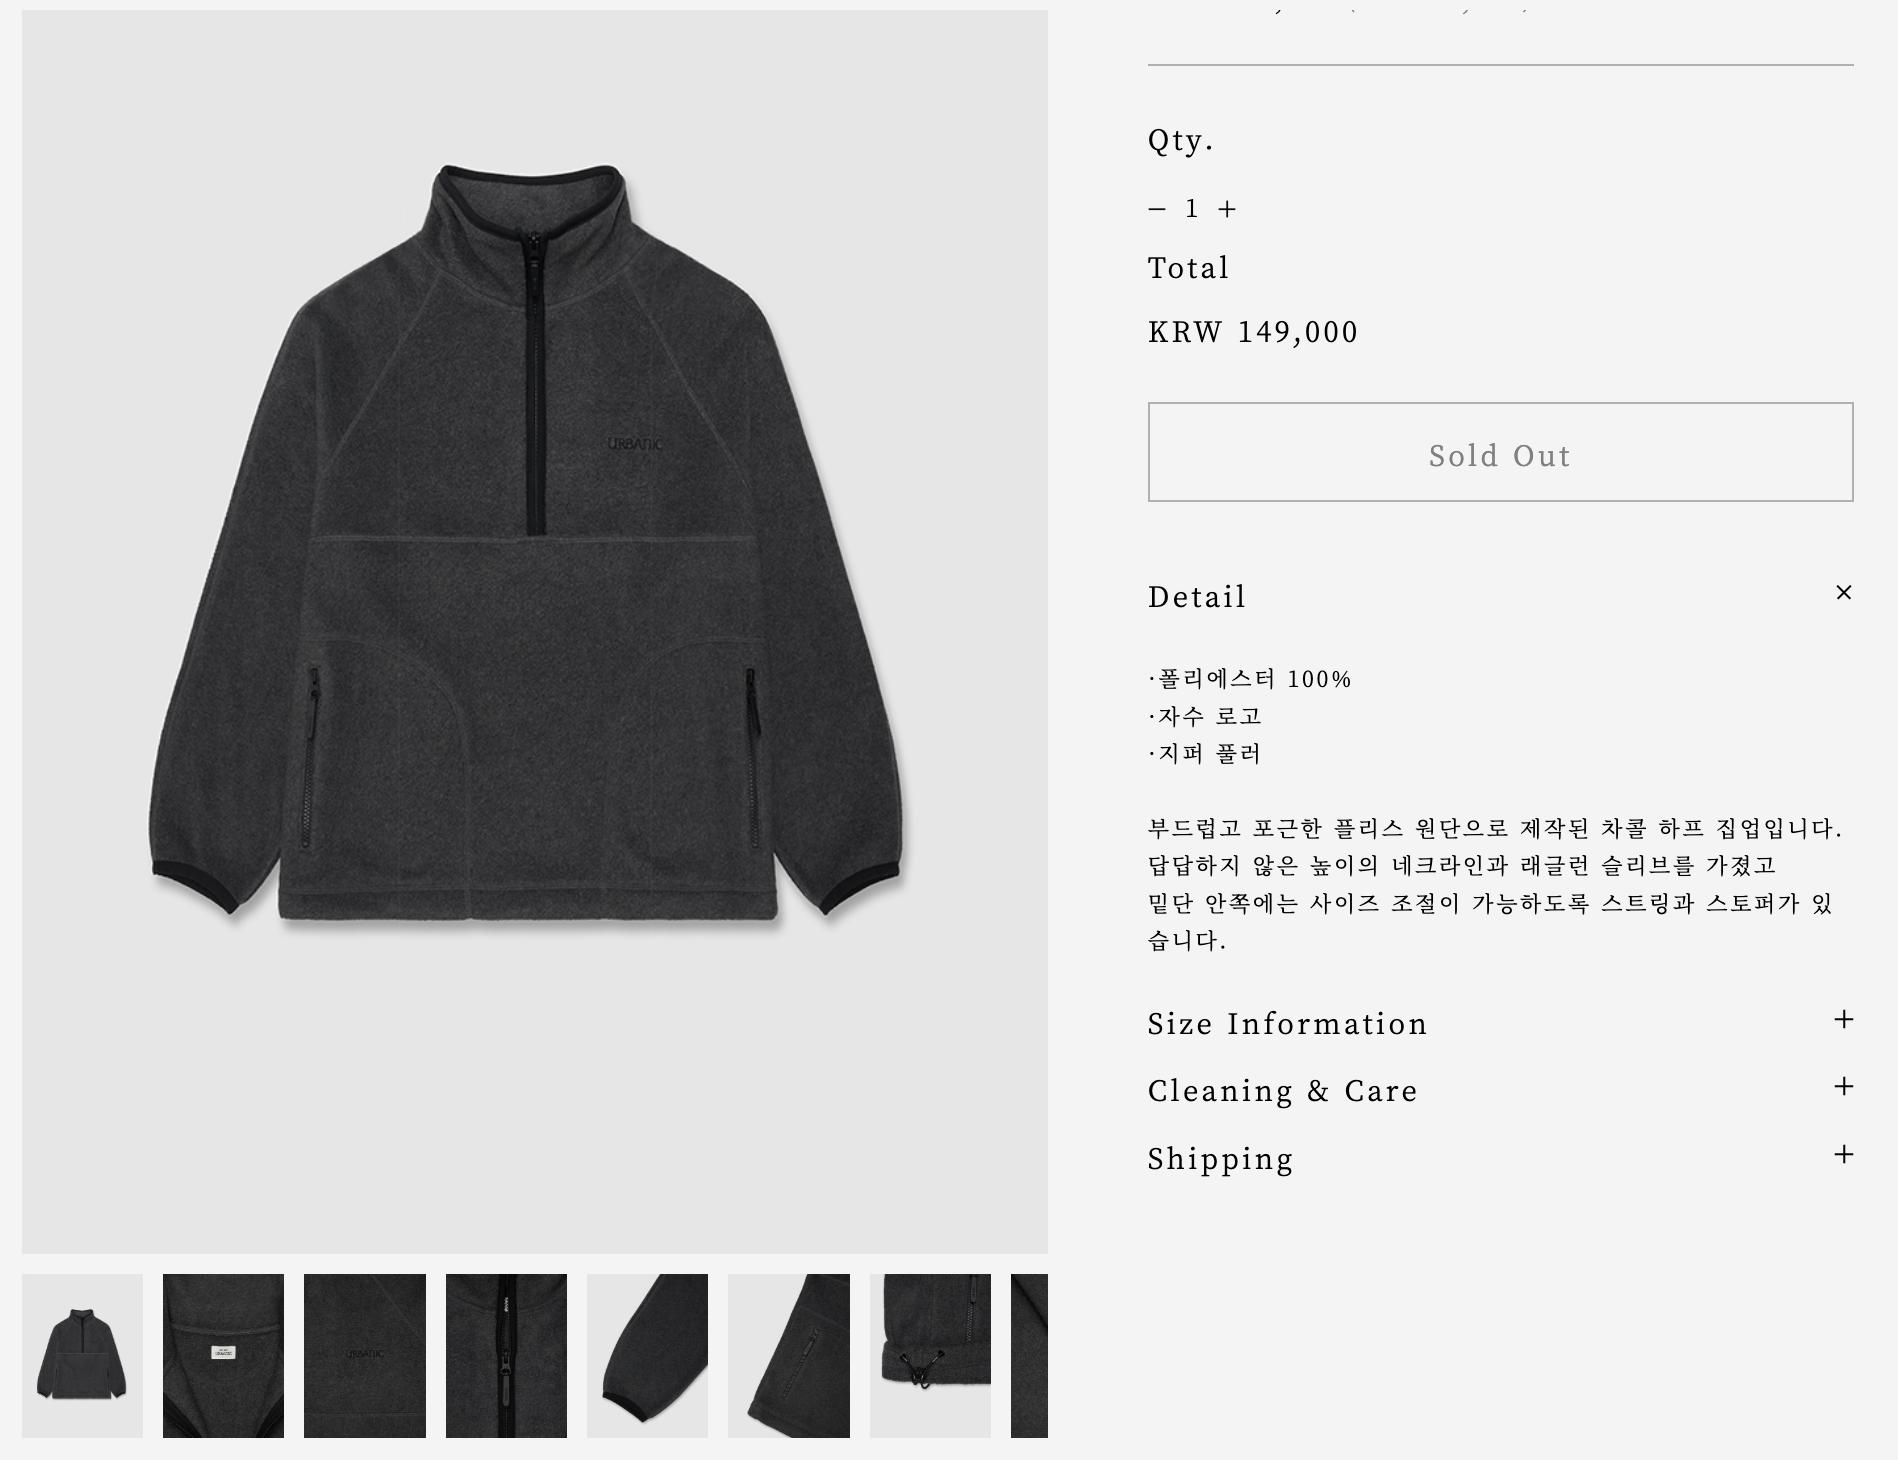 URBANIC
Qty.
− 1 +
Total
KRW 149,000
Sold Out
Detail ×
·폴리에스터 100%
·자수 로고
·지퍼 풀러
부드럽고 포근한 플리스 원단으로 제작된 차콜 하프 집업입니다.
답답하지 않은 높이의 네크라인과 래글런 슬리브를 가졌고
밑단 안쪽에는 사이즈 조절이 가능하도록 스트링과 스토퍼가 있
습니다.
Size Information +
Cleaning & Care +
Shipping +
URBANIC
URBANIC